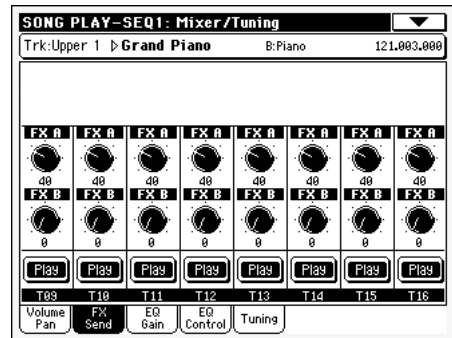 SONG PLAY-SEQ1: Mixer/Tuning
Trk:Upper 1 ▷Grand Piano B:Piano 121.003.000
FX A FX A FX A FX A FX A FX A FX A FX A
40 40 40 40 40 40 40 40
FX B FX B FX B FX B FX B FX B FX B FX B
0 0 0 0 0 0 0 0
Play Play Play Play Play Play Play Play
T09 T10 T11 T12 T13 T14 T15 T16
Volume Pan FX Send EQ Gain EQ Control Tuning